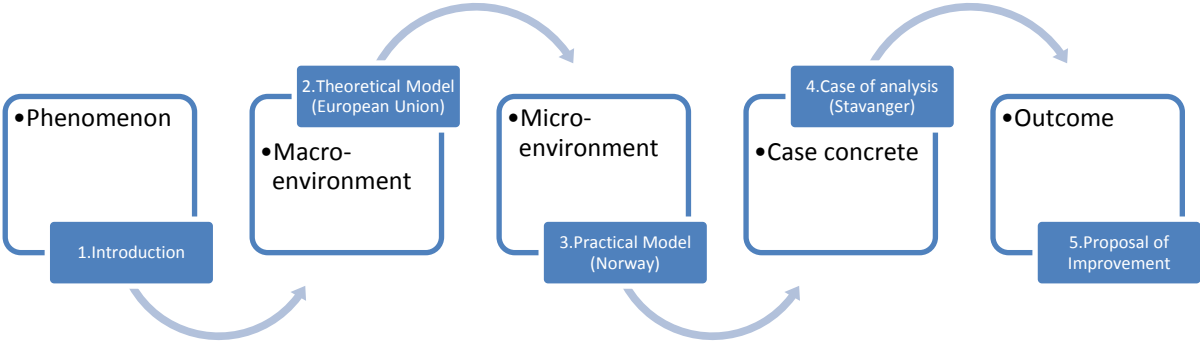 •Phenomenon
1.Introduction
2.Theoretical Model
(European Union)
•Macro-
environment
•Micro-
environment
3.Practical Model
(Norway)
4.Case of analysis
(Stavanger)
•Case concrete
•Outcome
5.Proposal of
Improvement